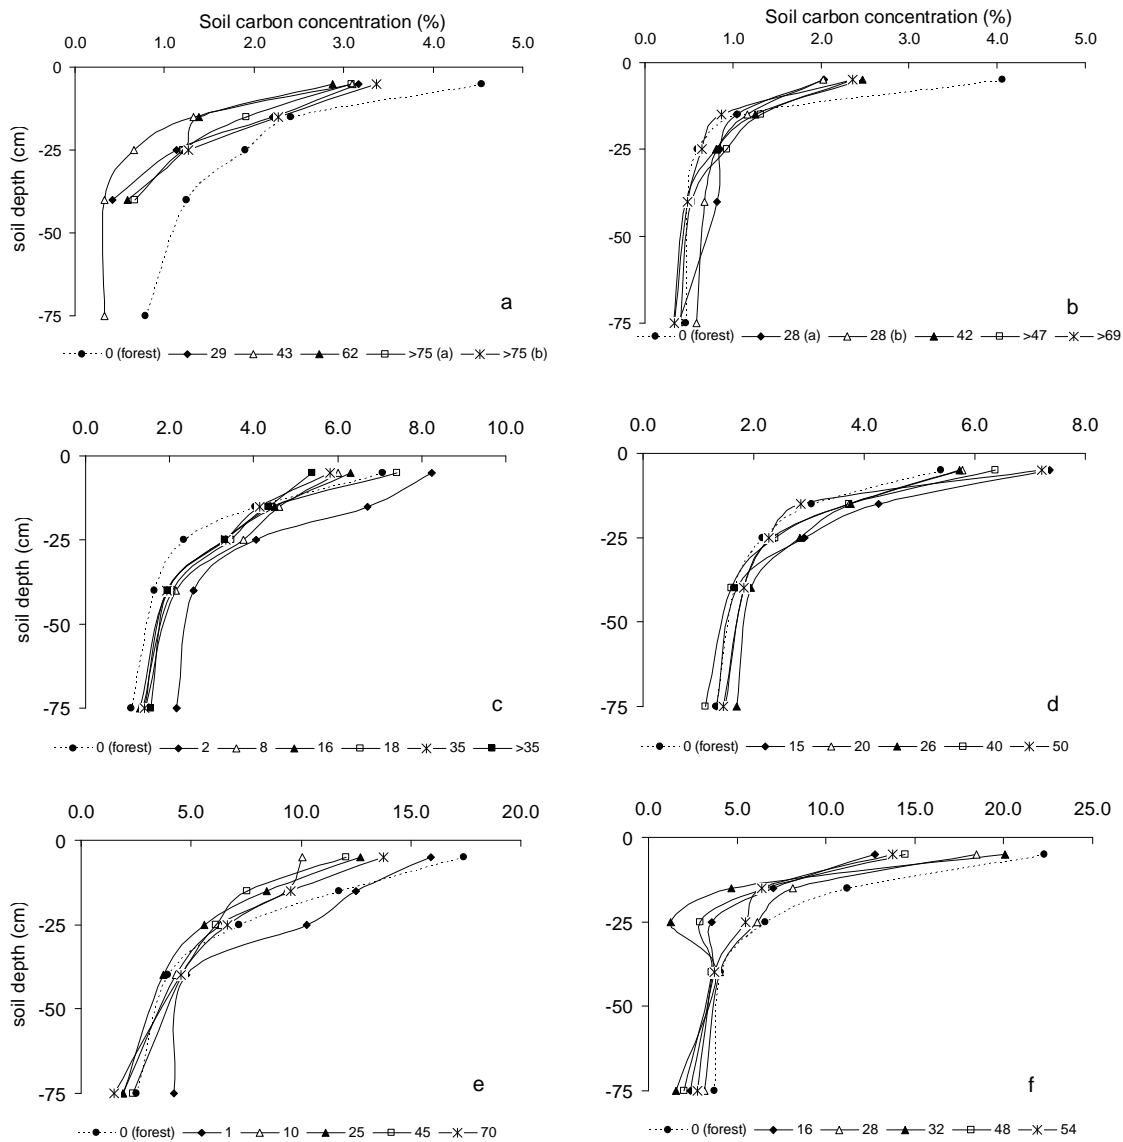 Soil carbon concentration (%)
0.0 1.0 2.0 3.0 4.0 5.0
0
-25
-50
-75
soil depth (cm)
a
0 (forest) 29 43 62 >75 (a) >75 (b)
Soil carbon concentration (%)
0.0 1.0 2.0 3.0 4.0 5.0
0
-25
-50
-75
b
0 (forest) 28 (a) 28 (b) 42 >47 >69
0.0 2.0 4.0 6.0 8.0 10.0
0
-25
-50
-75
soil depth (cm)
c
0 (forest) 2 8 16 18 35 >35
0.0 2.0 4.0 6.0 8.0
0
-25
-50
-75
d
0 (forest) 15 20 26 40 50
0.0 5.0 10.0 15.0 20.0
0
-25
-50
-75
soil depth (cm)
e
0 (forest) 1 10 25 45 70
0.0 5.0 10.0 15.0 20.0 25.0
0
-25
-50
-75
f
0 (forest) 16 28 32 48 54